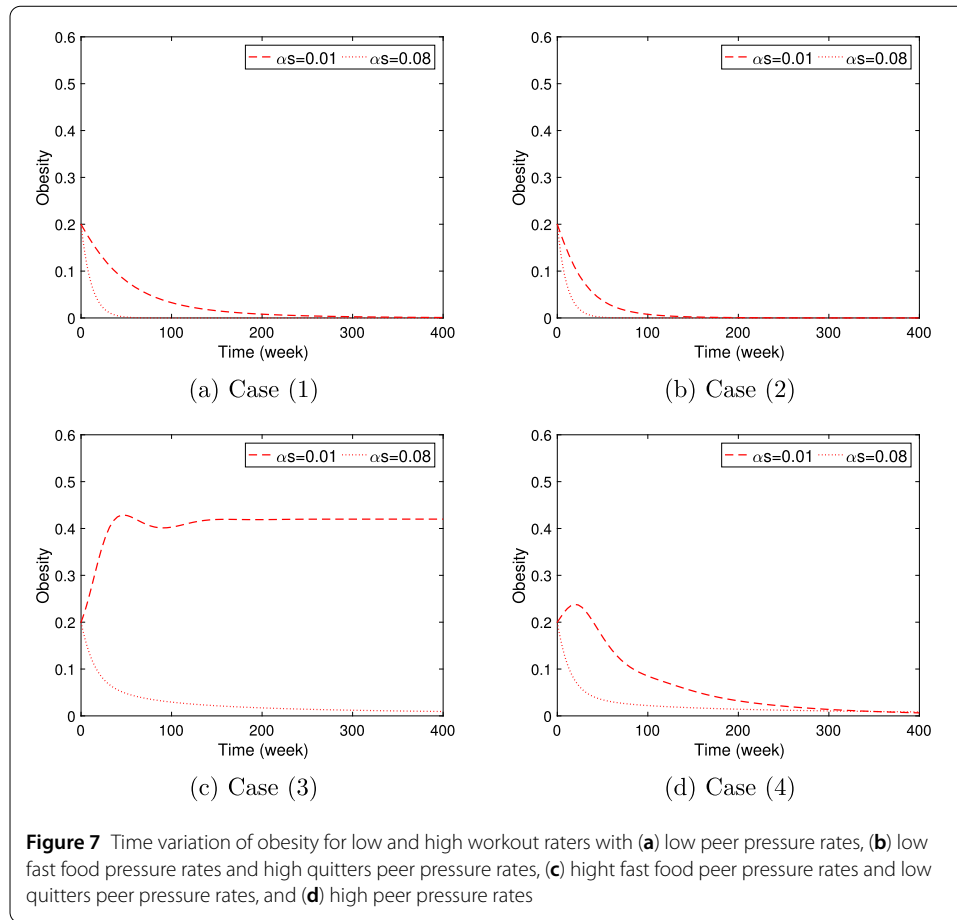 0.6
0.5
0.4
0.3
0.2
0.1
0
Obesity
αs=0.01 αs=0.08
0 100 200 300 400
Time (week)
(a) Case (1)
0.6
0.5
0.4
0.3
0.2
0.1
0
Obesity
αs=0.01 αs=0.08
0 100 200 300 400
Time (week)
(b) Case (2)
0.6
0.5
0.4
0.3
0.2
0.1
0
Obesity
αs=0.01 αs=0.08
0 100 200 300 400
Time (week)
(c) Case (3)
0.6
0.5
0.4
0.3
0.2
0.1
0
Obesity
αs=0.01 αs=0.08
0 100 200 300 400
Time (week)
(d) Case (4)
Figure 7 Time variation of obesity for low and high workout raters with (a) low peer pressure rates, (b) low
fast food pressure rates and high quitters peer pressure rates, (c) hight fast food peer pressure rates and low
quitters peer pressure rates, and (d) high peer pressure rates